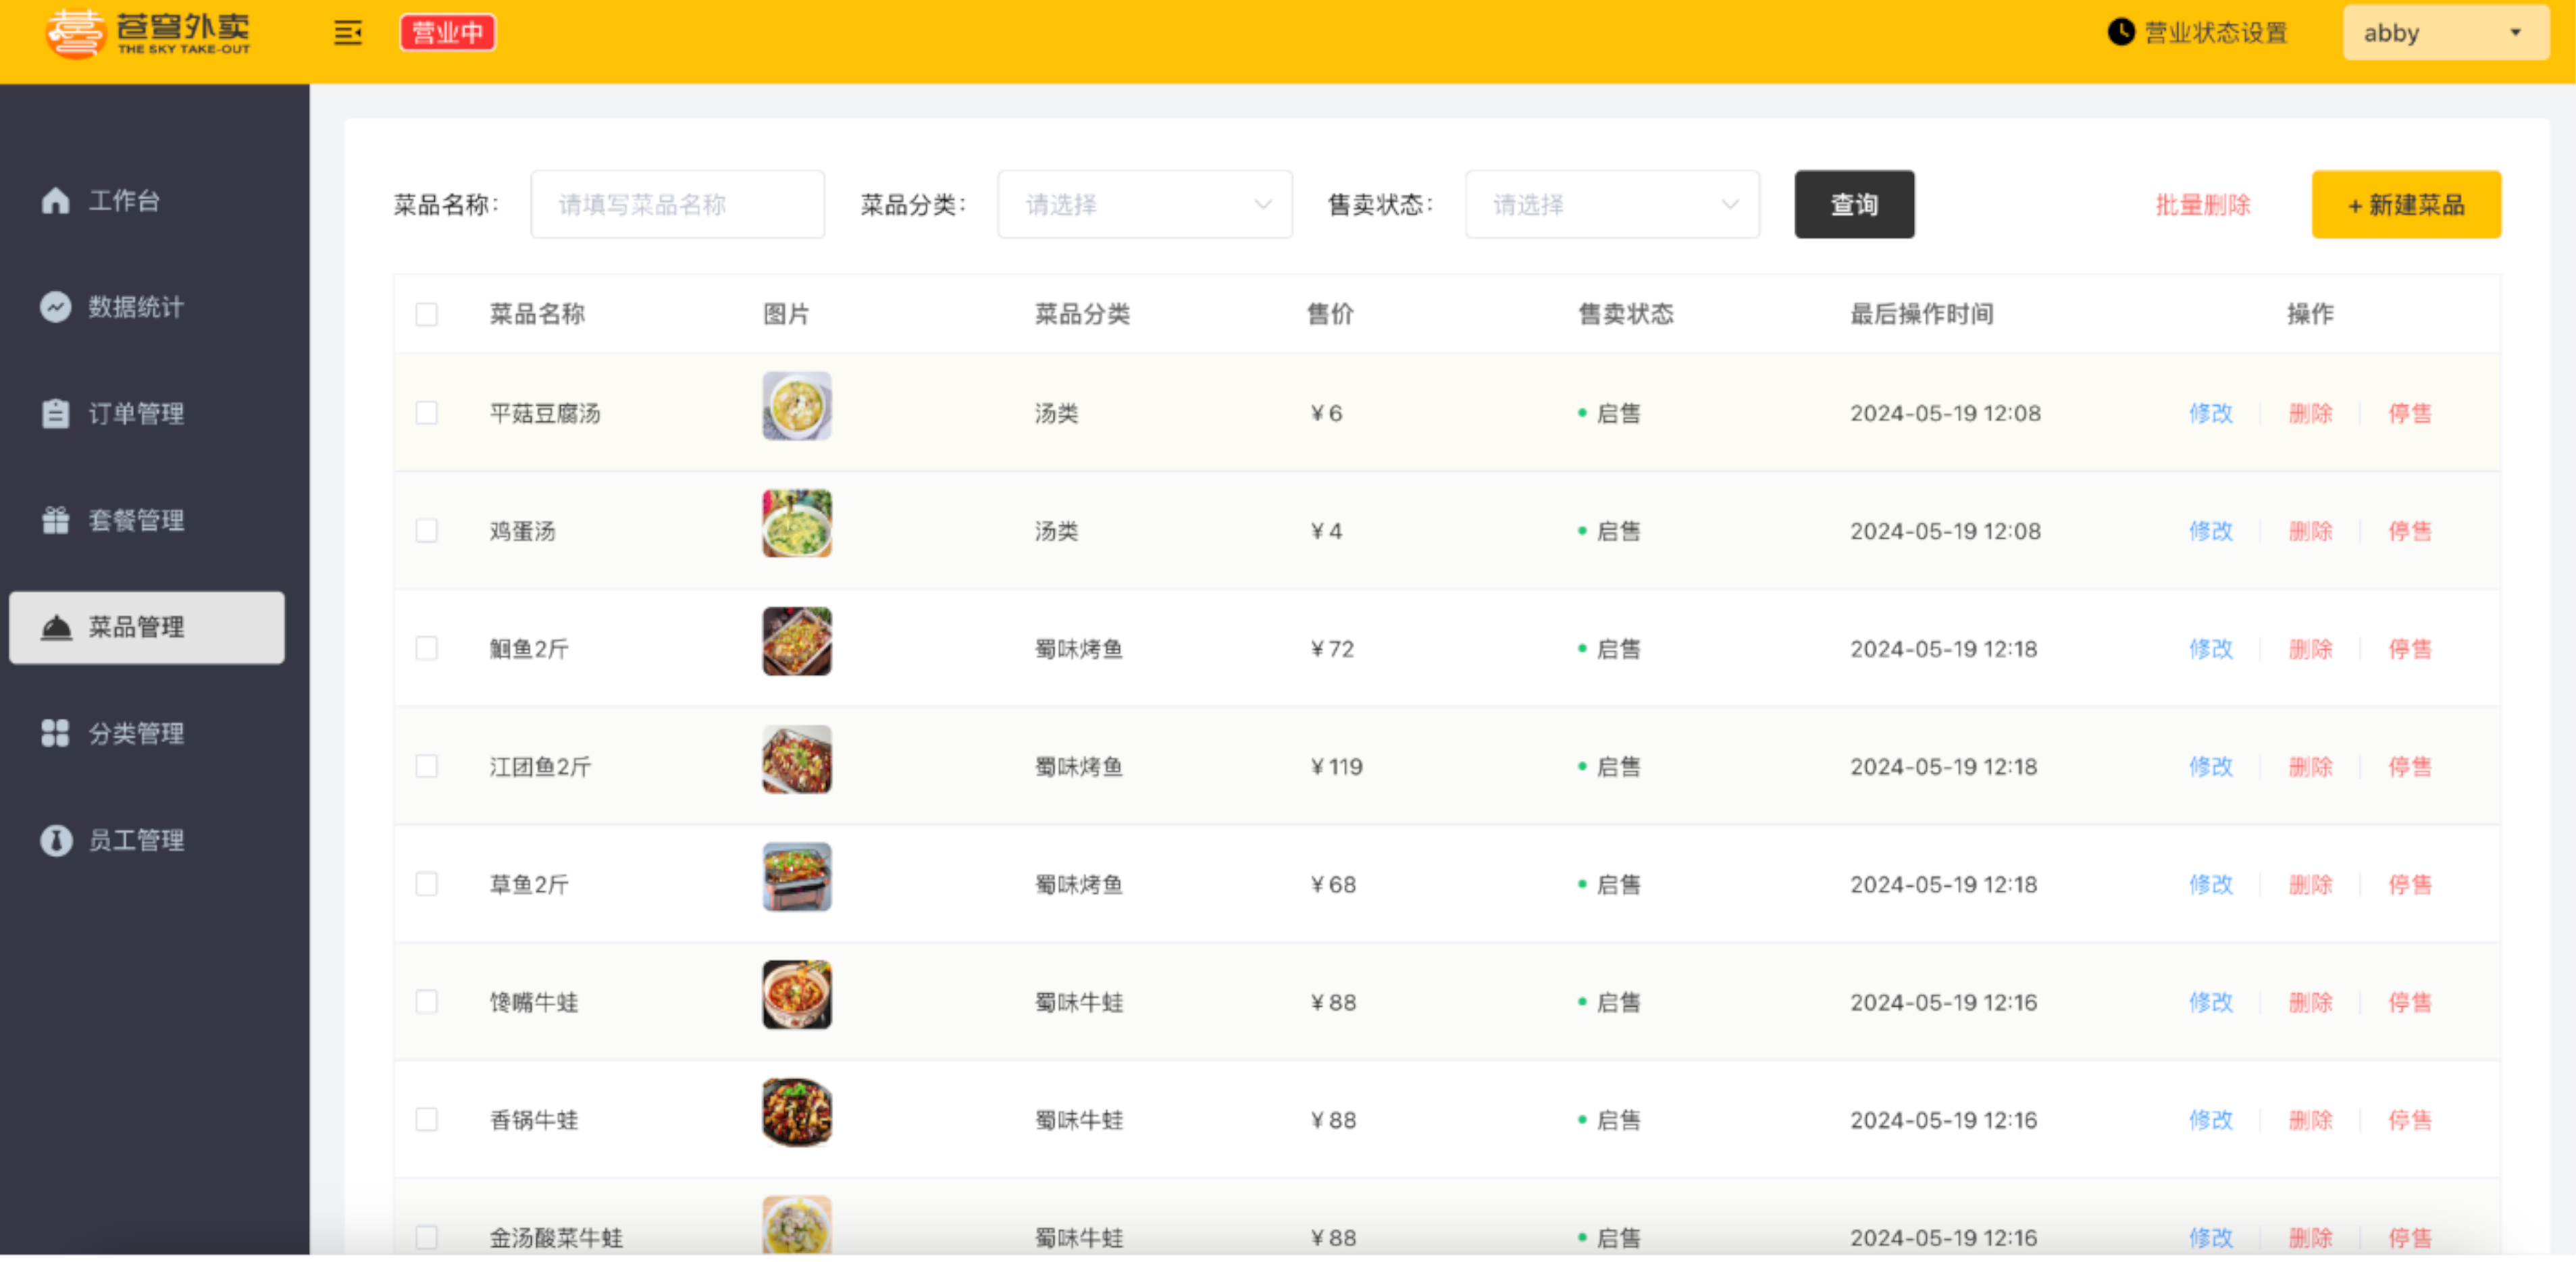 苍穹外卖
THE SKY TAKE-OUT
营业中
营业状态设置
abby
工作台
数据统计
订单管理
套餐管理
菜品管理
分类管理
员工管理
菜品名称: 请填写菜品名称 菜品分类: 请选择 售卖状态: 请选择 查询 批量删除 + 新建菜品
菜品名称 图片 菜品分类 售价 售卖状态 最后操作时间 操作
平菇豆腐汤 汤类 ¥6 启售 2024-05-19 12:08 修改 删除 停售
鸡蛋汤 汤类 ¥4 启售 2024-05-19 12:08 修改 删除 停售
鮰鱼2斤 蜀味烤鱼 ¥72 启售 2024-05-19 12:18 修改 删除 停售
江团鱼2斤 蜀味烤鱼 ¥119 启售 2024-05-19 12:18 修改 删除 停售
草鱼2斤 蜀味烤鱼 ¥68 启售 2024-05-19 12:18 修改 删除 停售
馋嘴牛蛙 蜀味牛蛙 ¥88 启售 2024-05-19 12:16 修改 删除 停售
香锅牛蛙 蜀味牛蛙 ¥88 启售 2024-05-19 12:16 修改 删除 停售
金汤酸菜牛蛙 蜀味牛蛙 ¥88 启售 2024-05-19 12:16 修改 删除 停售